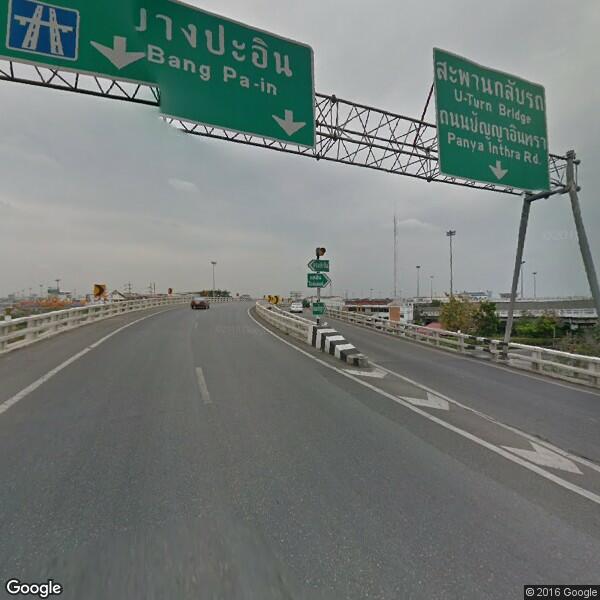 บางปะอิน
Bang Pa-in
สะพานกลับรถ
U-Turn Bridge
ถนนปัญญาอินทรา
Panya Inthra Rd.
Google
© 2016 Google